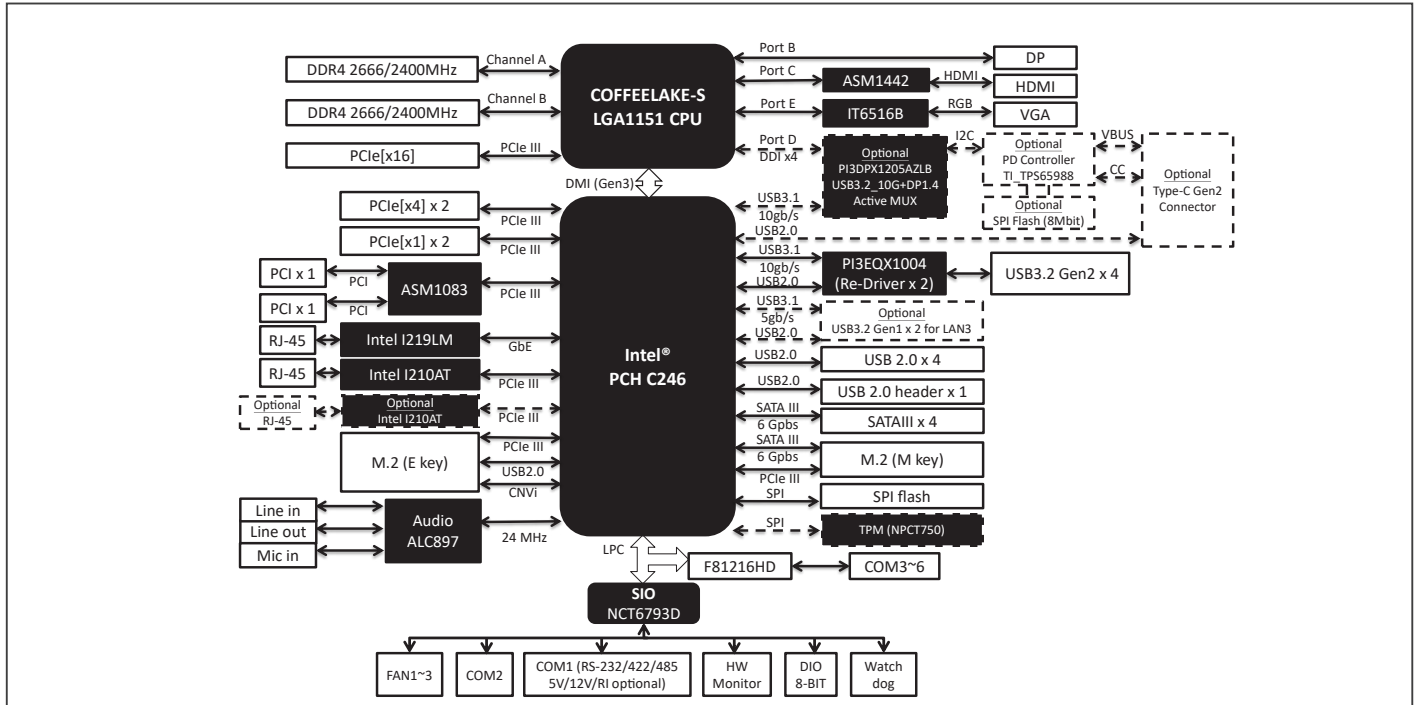 DDR4 2666/2400MHz
Channel A
DDR4 2666/2400MHz
Channel B
PCIe[x16]
PCIe III
COFFEELAKE-S
LGA1151 CPU
Port B
DP
Port C
ASM1442
HDMI
HDMI
Port E
IT6516B
RGB
VGA
Port D
DDI x4
Optional
PI3DPX1205AZLB
USB3.2_10G+DP1.4
Active MUX
I2C
Optional
PD Controller
TI_TPS65988
Optional
SPI Flash (8Mbit)
VBUS
CC
Optional
Type-C Gen2
Connector
DMI (Gen3)
PCIe[x4] x 2
PCIe III
PCIe[x1] x 2
PCIe III
PCI x 1
PCI
PCI x 1
PCI
ASM1083
PCIe III
RJ-45
Intel I219LM
GbE
RJ-45
Intel I210AT
PCIe III
Optional
RJ-45
Optional
Intel I210AT
PCIe III
M.2 (E key)
PCIe III
USB2.0
CNVi
Line in
Line out
Mic in
Audio
ALC897
24 MHz
Intel®
PCH C246
USB3.1
10gb/s
USB2.0
USB3.1
10gb/s
USB2.0
PI3EQX1004
(Re-Driver x 2)
USB3.2 Gen2 x 4
USB3.1
5gb/s
USB2.0
Optional
USB3.2 Gen1 x 2 for LAN3
USB2.0
USB 2.0 x 4
USB2.0
USB 2.0 header x 1
SATA III
6 Gpbs
SATAIII x 4
SATA III
6 Gpbs
PCIe III
M.2 (M key)
SPI
SPI flash
SPI
TPM (NPCT750)
LPC
F81216HD
COM3~6
SIO
NCT6793D
FAN1~3
COM2
COM1 (RS-232/422/485
5V/12V/RI optional)
HW
Monitor
DIO
8-BIT
Watch
dog